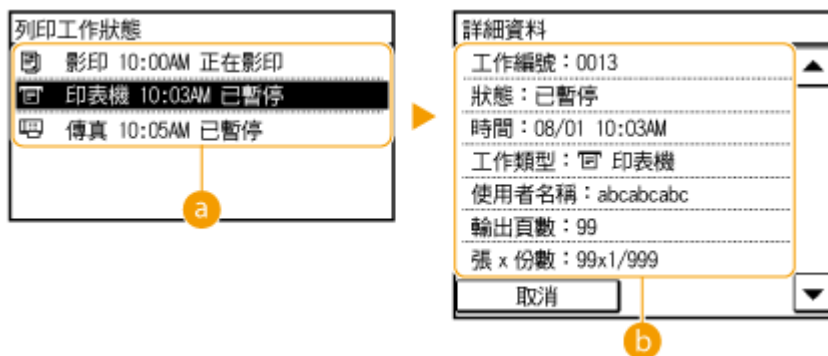 列印工作狀態
影印 10:00AM 正在影印
印表機 10:03AM 已暫停
傳真 10:05AM 已暫停
a
詳細資料
工作編號：0013
狀態：已暫停
時間：08/01 10:03AM
工作類型： 印表機
使用者名稱：abcabcabc
輸出頁數：99
張 x 份數：99x1/999
取消
b